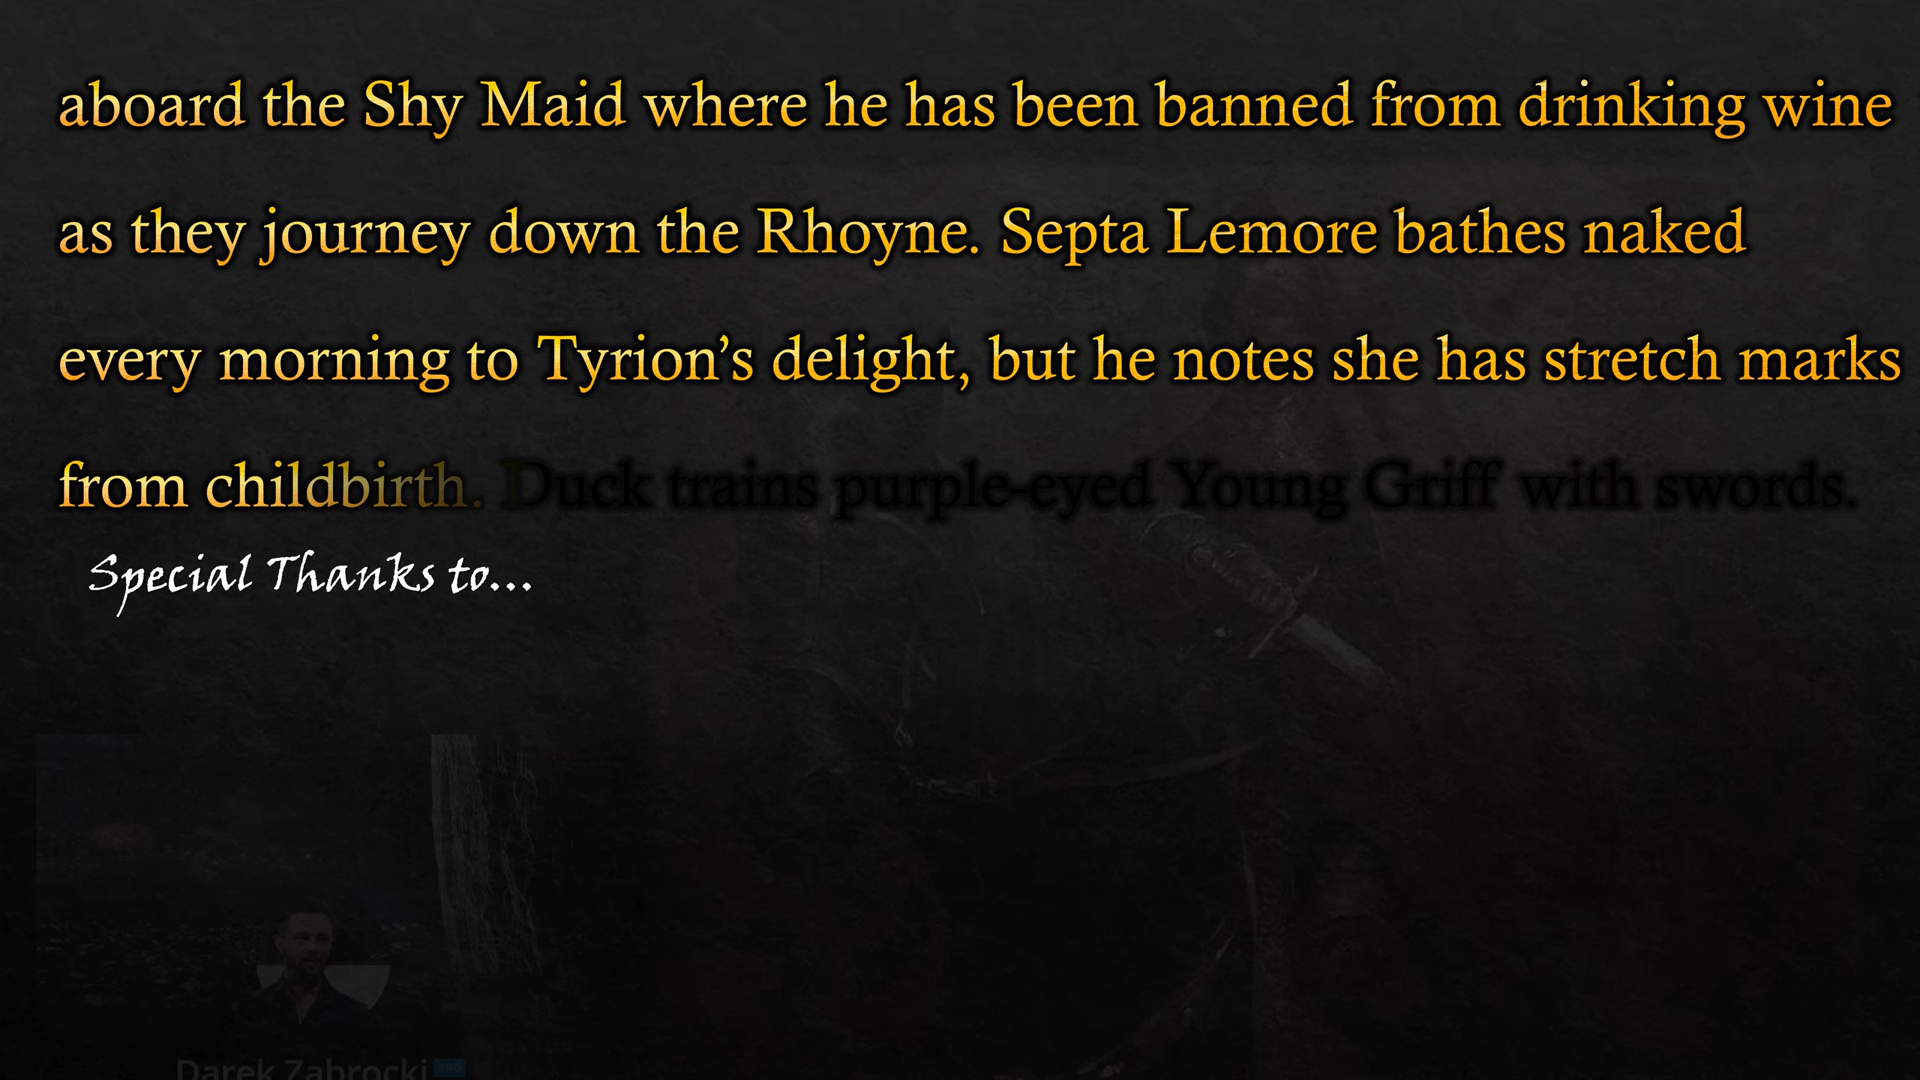 aboard the Shy Maid where he has been banned from drinking wine
as they journey down the Rhoyne. Septa Lemore bathes naked
every morning to Tyrion’s delight, but he notes she has stretch marks
from childbirth. Duck trains purple-eyed Young Griff with swords.
Special Thanks to...
Darek Zabrocki PRO